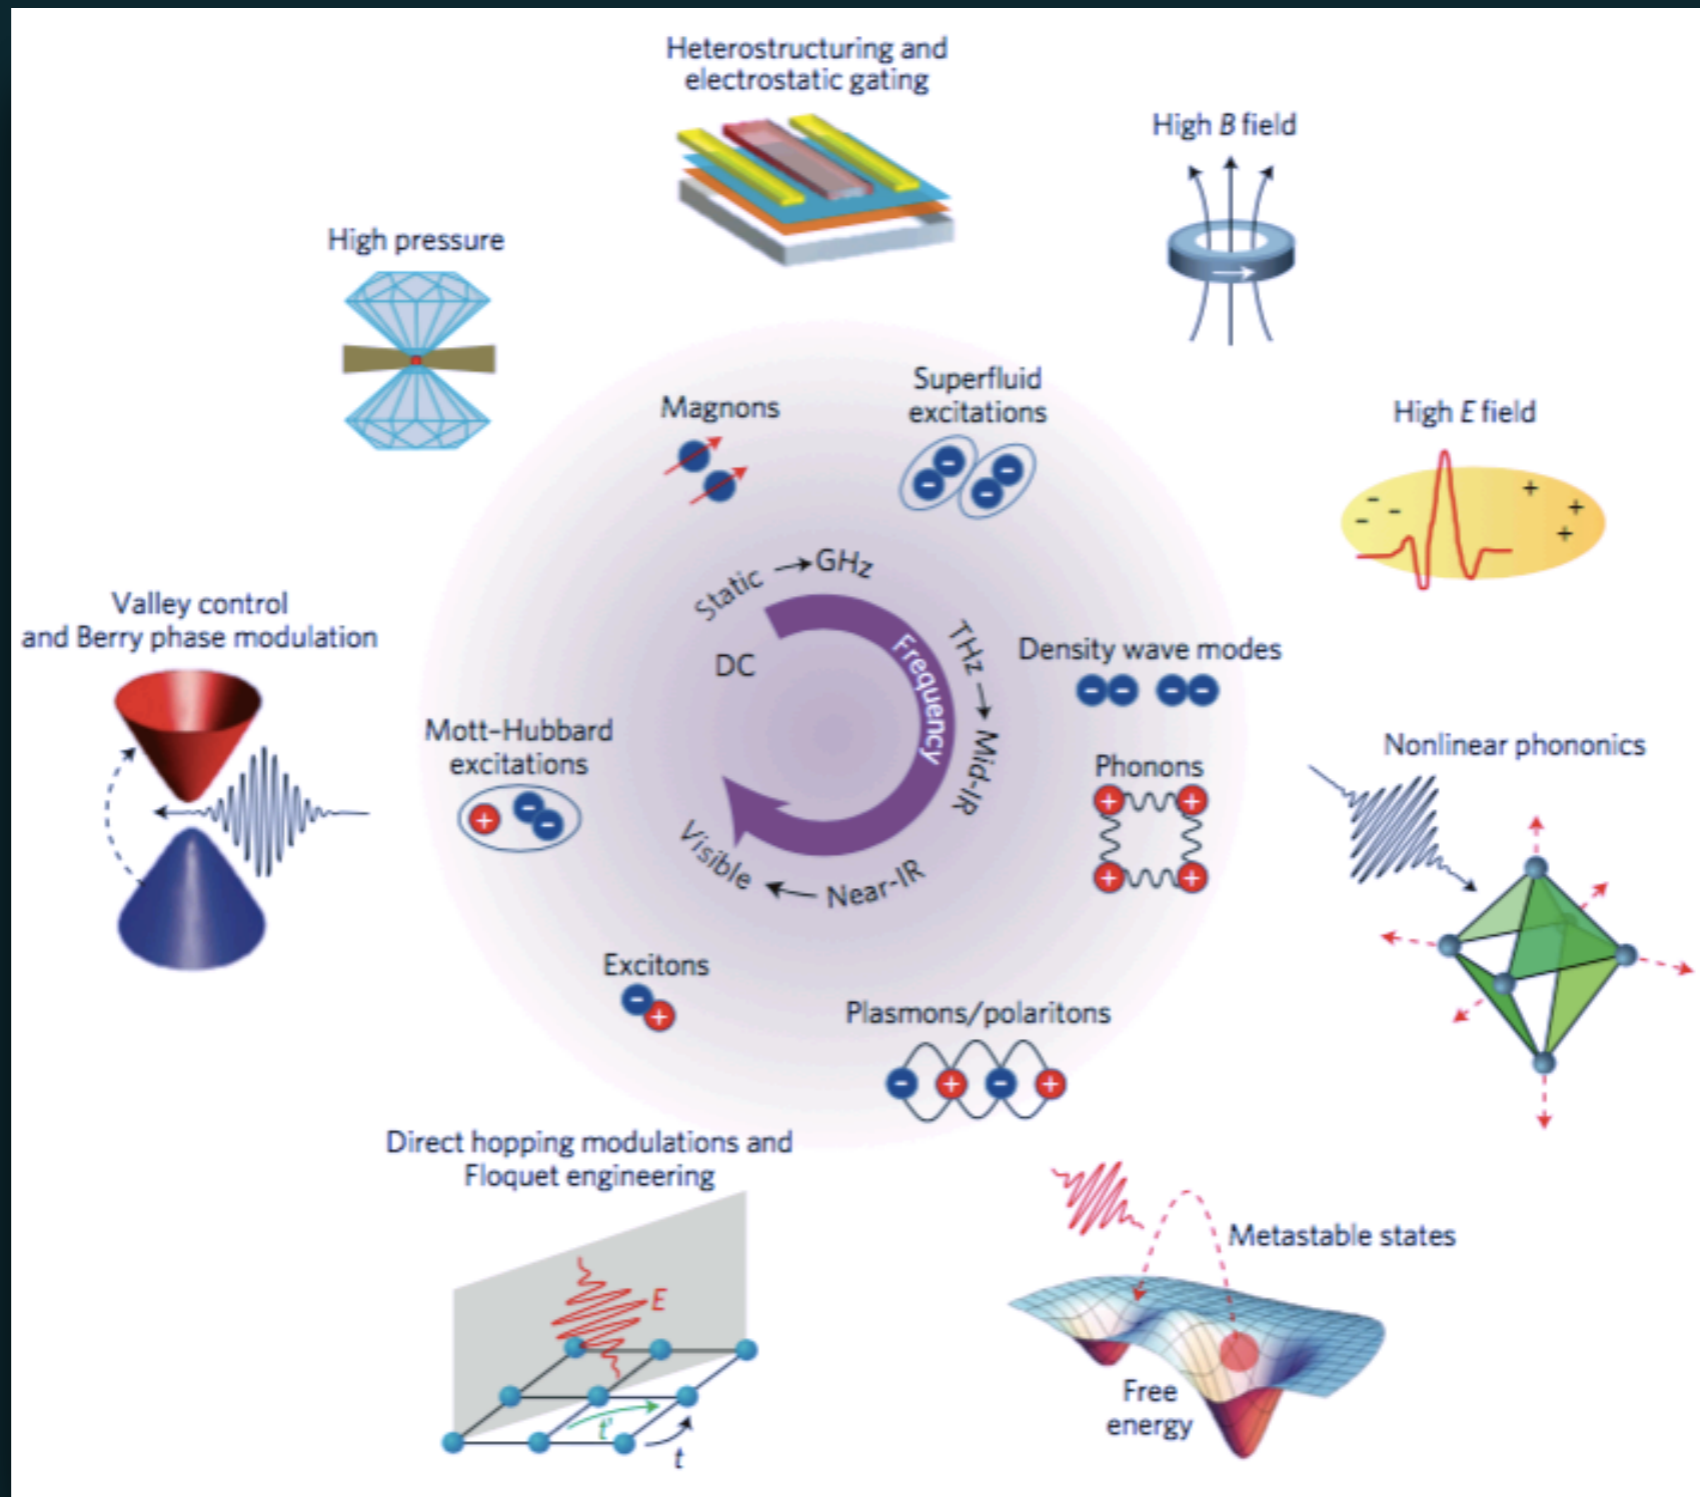 Heterostructuring and
electrostatic gating
High B field
High pressure
Superfluid
excitations
Magnons
High E field
- - -
+ + +
Static → GHz
THz → Mid-IR
Near-IR → Visible
Frequency
DC
Density wave modes
- - - -
Valley control
and Berry phase modulation
Mott–Hubbard
excitations
+ - -
Phonons
+ +
+ +
Nonlinear phononics
Excitons
- +
Plasmons/polaritons
- + - +
Direct hopping modulations and
Floquet engineering
E
t'
t
Metastable states
Free
energy